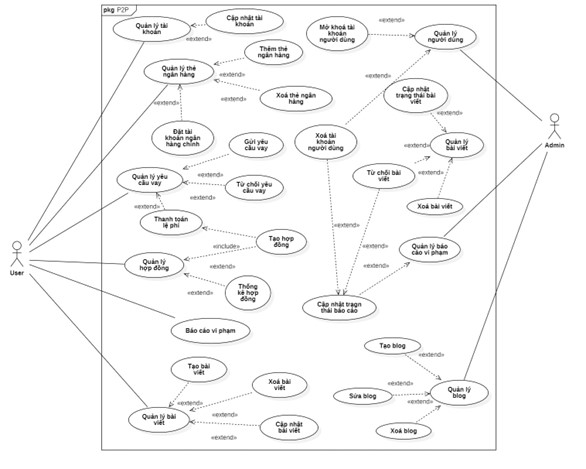 pkg P2P
Quản lý tài
khoản
Cập nhật tài
khoản
«extend»
Quản lý thẻ
ngân hàng
Thêm thẻ
ngân hàng
«extend»
Xoá thẻ ngân
hàng
«extend»
Đặt tài
khoản ngân
hàng chính
«extend»
Quản lý yêu
cầu vay
Gửi yêu
cầu vay
«extend»
Từ chối yêu
cầu vay
«extend»
Thanh toán
lệ phí
«extend»
Tạo hợp
đồng
«include»
Quản lý
hợp đồng
«extend»
Thống
kê hợp
đồng
«extend»
User
Báo cáo vi phạm
Tạo bài
viết
«extend»
Xoá bài
viết
«extend»
Quản lý bài
viết
Cập nhật
bài viết
«extend»
Mở khoá tài
khoản
người dùng
«extend»
Quản lý
người dùng
«extend»
Cập nhật
trạng thái bài
viết
«extend»
Xoá tài
khoản
người dùng
Quản lý
bài viết
Từ chối bài
viết
«extend»
«extend»
Xoá bài viết
Admin
«extend»
«extend»
Quản lý báo
cáo vi phạm
«extend»
Cập nhật trạgn
thái báo cáo
Tạo blog
«extend»
Sửa blog
«extend»
Quản lý
blog
Xoá blog
«extend»